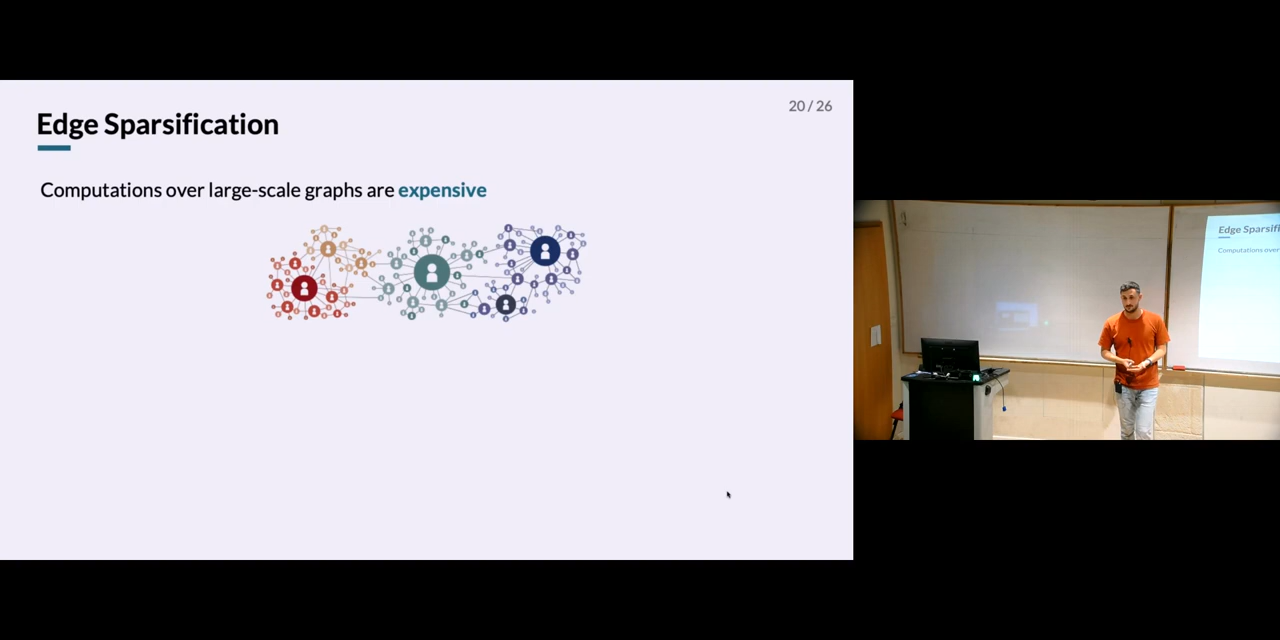 20 / 26
Edge Sparsification
Computations over large-scale graphs are expensive
Edge Sparsifi
Computations over